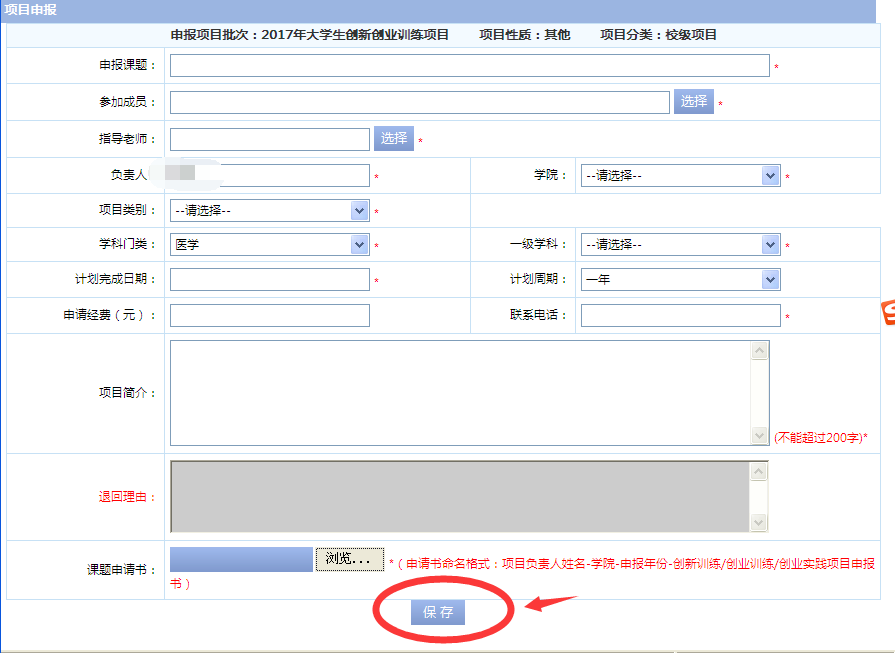 项目申报
申报项目批次：2017年大学生创新创业训练项目 项目性质：其他 项目分类：校级项目
申报课题： *
参加成员： 选择 *
指导老师： 选择 *
负责人 * 学院： --请选择-- *
项目类别： --请选择-- *
学科门类： 医学 * 一级学科： --请选择-- *
计划完成日期： * 计划周期： 一年
申请经费（元）： 联系电话： *
项目简介： (不能超过200字)*
退回理由：
课题申请书： 浏览... *（申请书命名格式：项目负责人姓名-学院-申报年份-创新训练/创业训练/创业实践项目申报
书）
保存